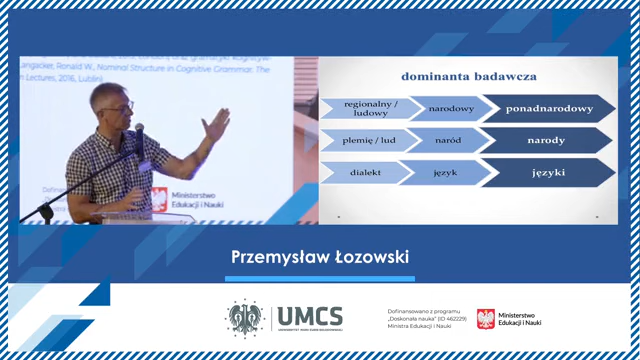 Langacker, Ronald W., Nominal Structure in Cognitive Grammar. The
Lectures, 2016, Lublin).
Ministerstwo
Edukacji i Nauki
dominanta badawcza
regionalny /
ludowy
narodowy
ponadnarodowy
plemię / lud
naród
narody
dialekt
język
języki
Przemysław Łozowski
UMCS
Dofinansowano z programu
„Doskonała nauka" (ID 462229)
Ministra Edukacji i Nauki
Ministerstwo
Edukacji i Nauki